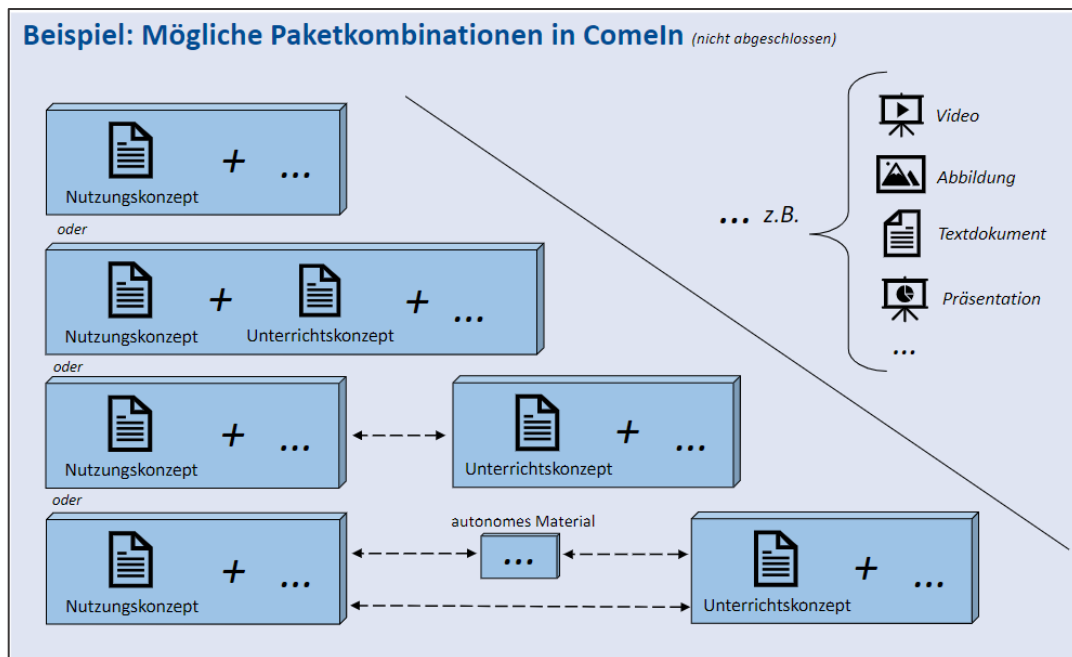 Beispiel: Mögliche Paketkombinationen in ComeIn (nicht abgeschlossen)
+ ...
Nutzungskonzept
oder
+ + ...
Nutzungskonzept Unterrichtskonzept
oder
+ ... + ...
Nutzungskonzept Unterrichtskonzept
oder
autonomes Material
+ ... ... + ...
Nutzungskonzept Unterrichtskonzept
... z.B.
Video
Abbildung
Textdokument
Präsentation
...